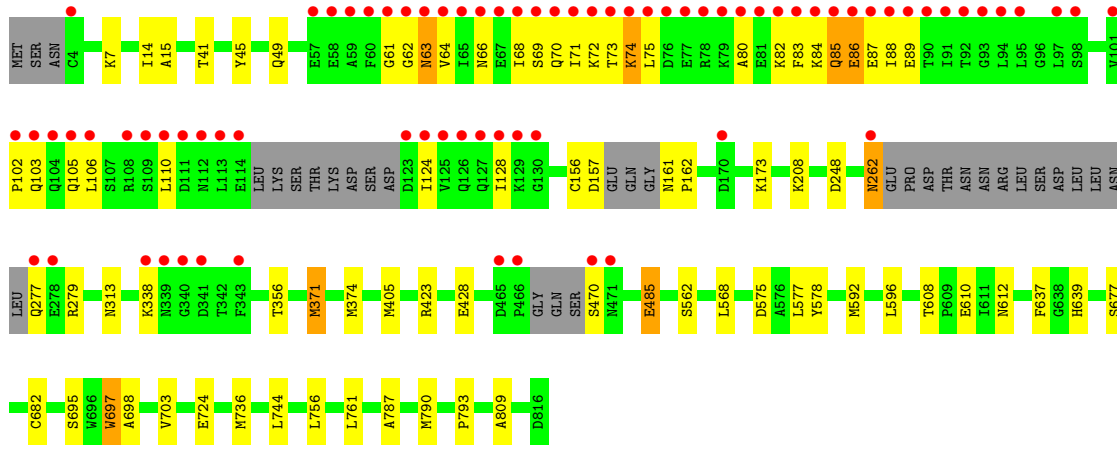 MET SER ASN C4 K7 I14 A15 T41 Y45 Q49 E57 E58 A59 F60 G61 G62 N63 V64 I65 N66 E67 I68 S69 Q70 I71 K72 T73 K74 L75 D76 E77 R78 K79 A80 E81 K82 F83 K84 Q85 E86 E87 I88 E89 T90 I91 T92 G93 L94 L95 G96 L97 S98 V101
P102 Q103 Q104 Q105 L106 S107 R108 S109 L110 D111 N112 L113 E114 LEU LYS SER THR LYS ASP SER ASP D123 I124 V125 Q126 Q127 I128 K129 G130 C156 D157 GLU GLN GLY N161 P162 D170 K173 K208 D248 N262 GLU PRO ASP THR ASN ASN ARG LEU SER ASP LEU LEU ASN
LEU Q277 E278 R279 N313 K338 N339 G340 D341 T342 F343 T356 M371 M374 M405 R423 E428 D465 P466 GLY GLN SER S470 N471 E485 S562 L568 D575 A576 L577 Y578 M592 L596 T608 P609 E610 I611 N612 F637 G638 H639 S677
C682 S695 W696 W697 A698 V703 E724 M736 L744 L756 L761 A787 M790 P793 A809 D816